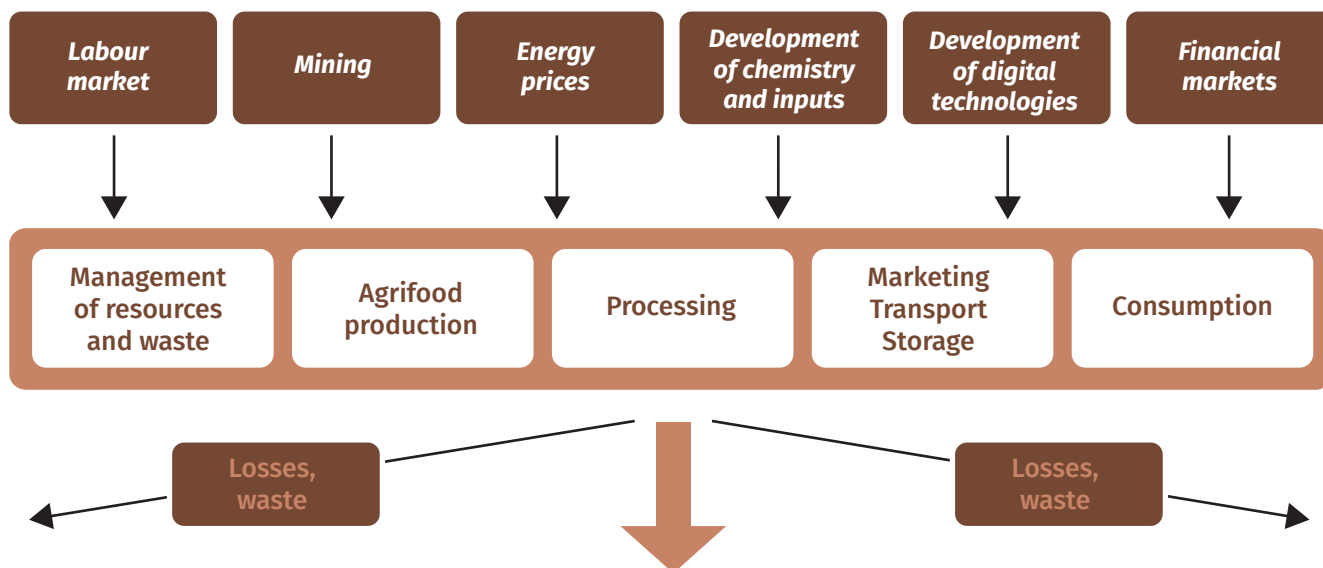 Labour
market
Mining
Energy
prices
Development
of chemistry
and inputs
Development
of digital
technologies
Financial
markets
Management
of resources
and waste
Agrifood
production
Processing
Marketing
Transport
Storage
Consumption
Losses,
waste
Losses,
waste